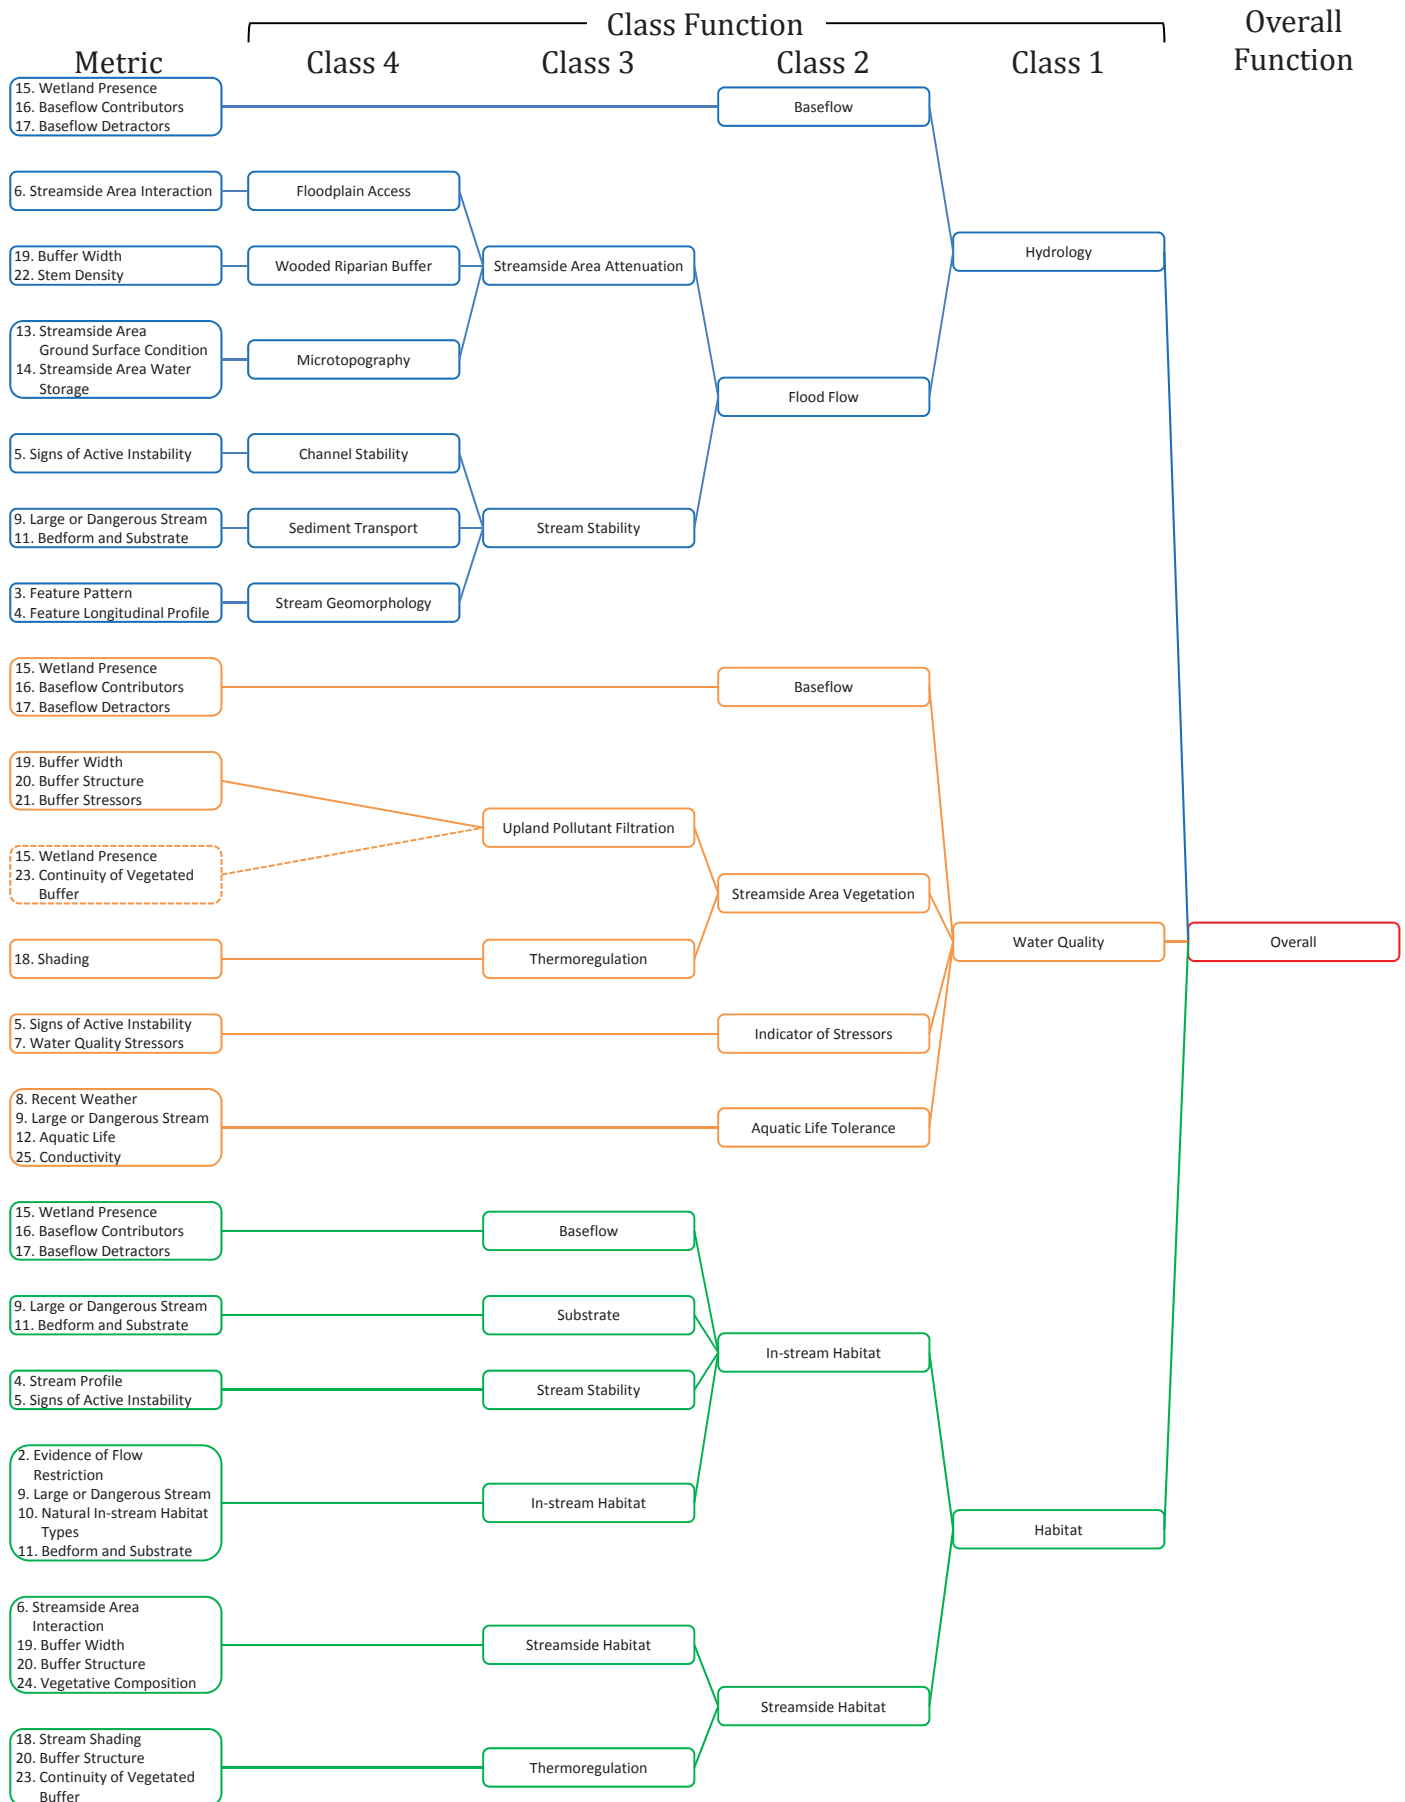 Class Function
Overall
Function
Metric
Class 4
Class 3
Class 2
Class 1
15. Wetland Presence
16. Baseflow Contributors
17. Baseflow Detractors
Baseflow
6. Streamside Area Interaction
Floodplain Access
19. Buffer Width
22. Stem Density
Wooded Riparian Buffer
Streamside Area Attenuation
Hydrology
13. Streamside Area
Ground Surface Condition
14. Streamside Area Water
Storage
Microtopography
Flood Flow
5. Signs of Active Instability
Channel Stability
9. Large or Dangerous Stream
11. Bedform and Substrate
Sediment Transport
Stream Stability
3. Feature Pattern
4. Feature Longitudinal Profile
Stream Geomorphology
15. Wetland Presence
16. Baseflow Contributors
17. Baseflow Detractors
Baseflow
19. Buffer Width
20. Buffer Structure
21. Buffer Stressors
Upland Pollutant Filtration
15. Wetland Presence
23. Continuity of Vegetated
Buffer
Streamside Area Vegetation
18. Shading
Thermoregulation
Water Quality
Overall
5. Signs of Active Instability
7. Water Quality Stressors
Indicator of Stressors
8. Recent Weather
9. Large or Dangerous Stream
12. Aquatic Life
25. Conductivity
Aquatic Life Tolerance
15. Wetland Presence
16. Baseflow Contributors
17. Baseflow Detractors
Baseflow
9. Large or Dangerous Stream
11. Bedform and Substrate
Substrate
In-stream Habitat
4. Stream Profile
5. Signs of Active Instability
Stream Stability
2. Evidence of Flow
Restriction
9. Large or Dangerous Stream
10. Natural In-stream Habitat
Types
11. Bedform and Substrate
In-stream Habitat
Habitat
6. Streamside Area
Interaction
19. Buffer Width
20. Buffer Structure
24. Vegetative Composition
Streamside Habitat
Streamside Habitat
18. Stream Shading
20. Buffer Structure
23. Continuity of Vegetated
Buffer
Thermoregulation